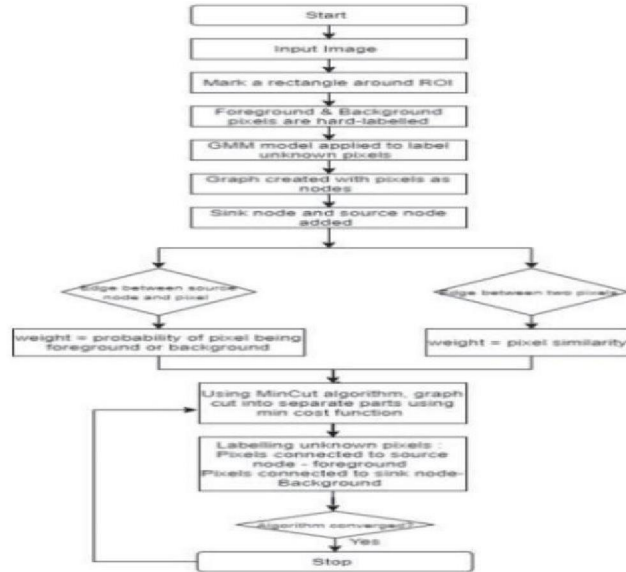 Start
Input Image
Mark a rectangle around ROI
Foreground & Background
pixels are hard-labelled
GMM model applied to label
unknown pixels
Graph created with pixels as
nodes
Sink node and source node
added
Edge between source
node and pixel
Edge between two pixels
weight = probability of pixel being
foreground or background
weight = pixel similarity
Using MinCut algorithm, graph
cut into separate parts using
min cost function
Labelling unknown pixels :
Pixels connected to source
node - foreground
Pixels connected to sink node-
Background
Algorithm converged?
Yes
Stop